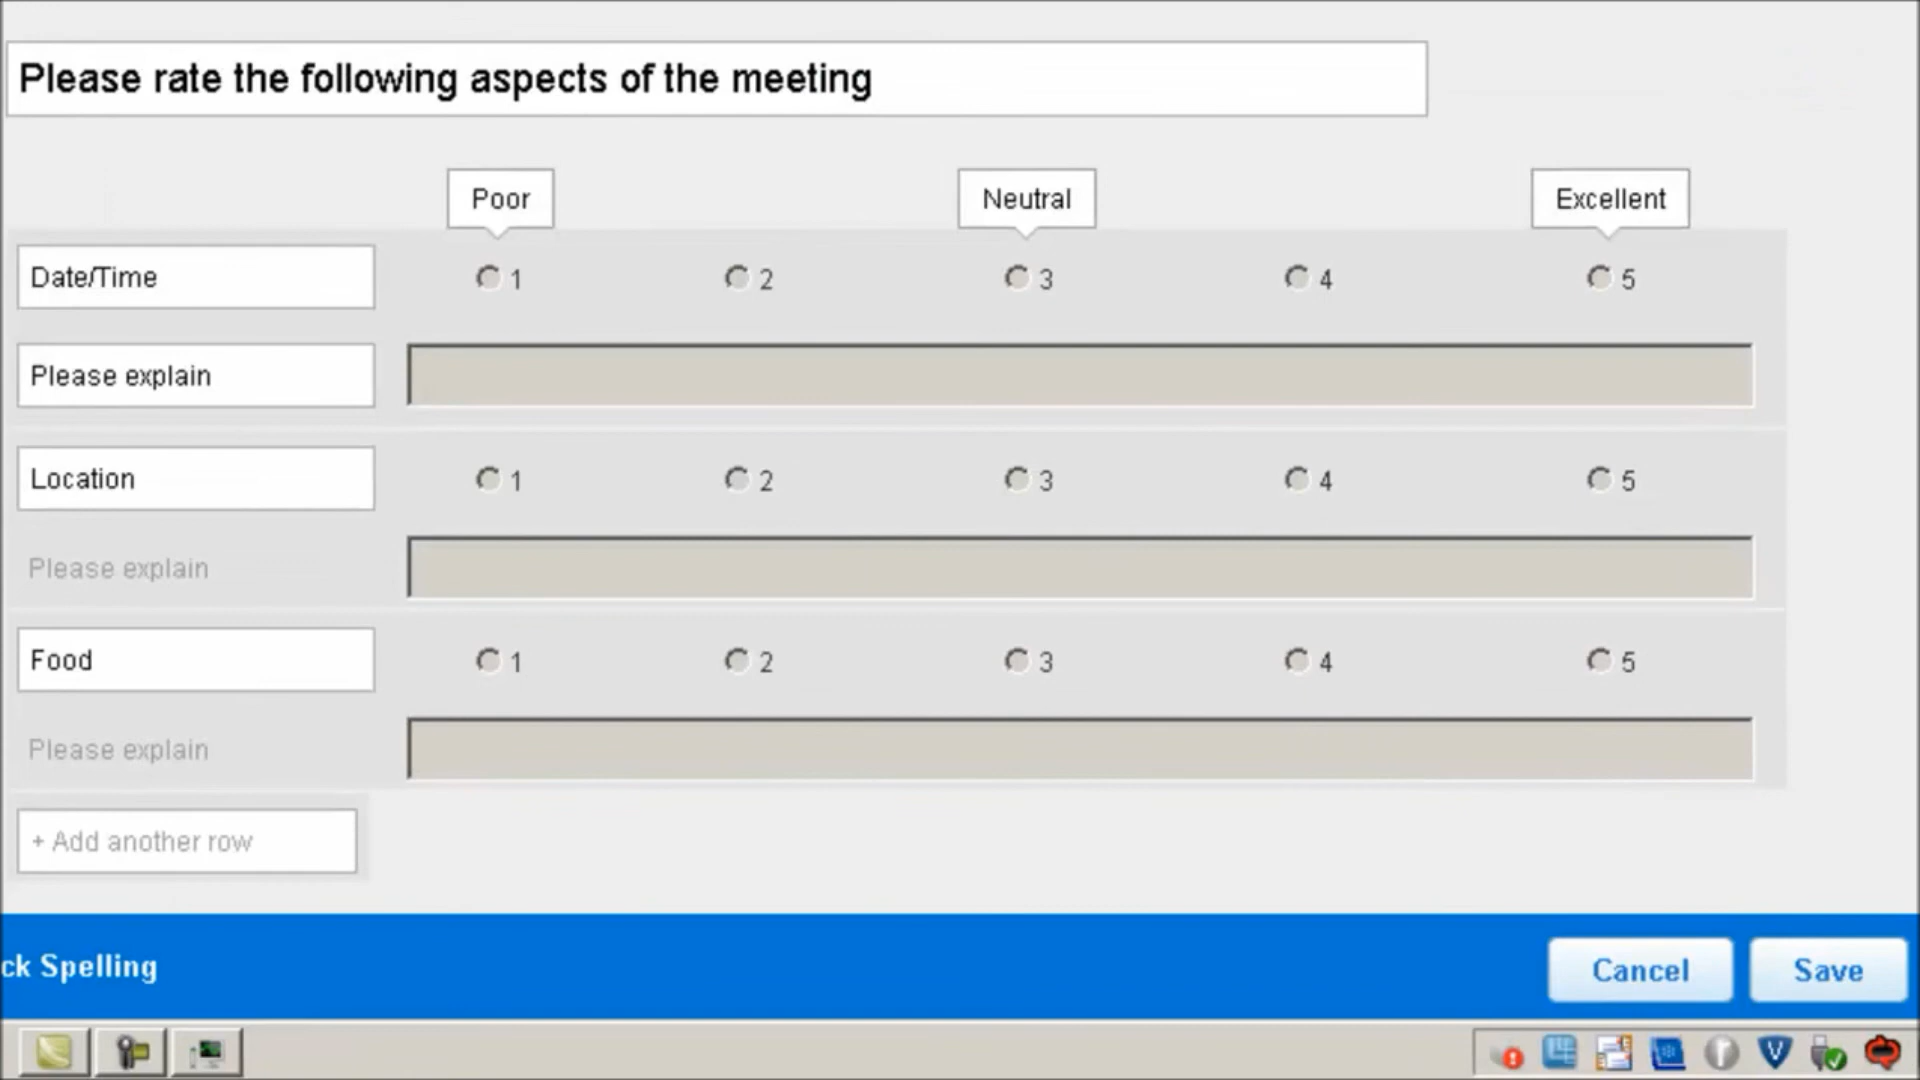 Please rate the following aspects of the meeting
Poor Neutral Excellent
Date/Time 1 2 3 4 5
Please explain
Location 1 2 3 4 5
Please explain
Food 1 2 3 4 5
Please explain
+ Add another row
ck Spelling Cancel Save